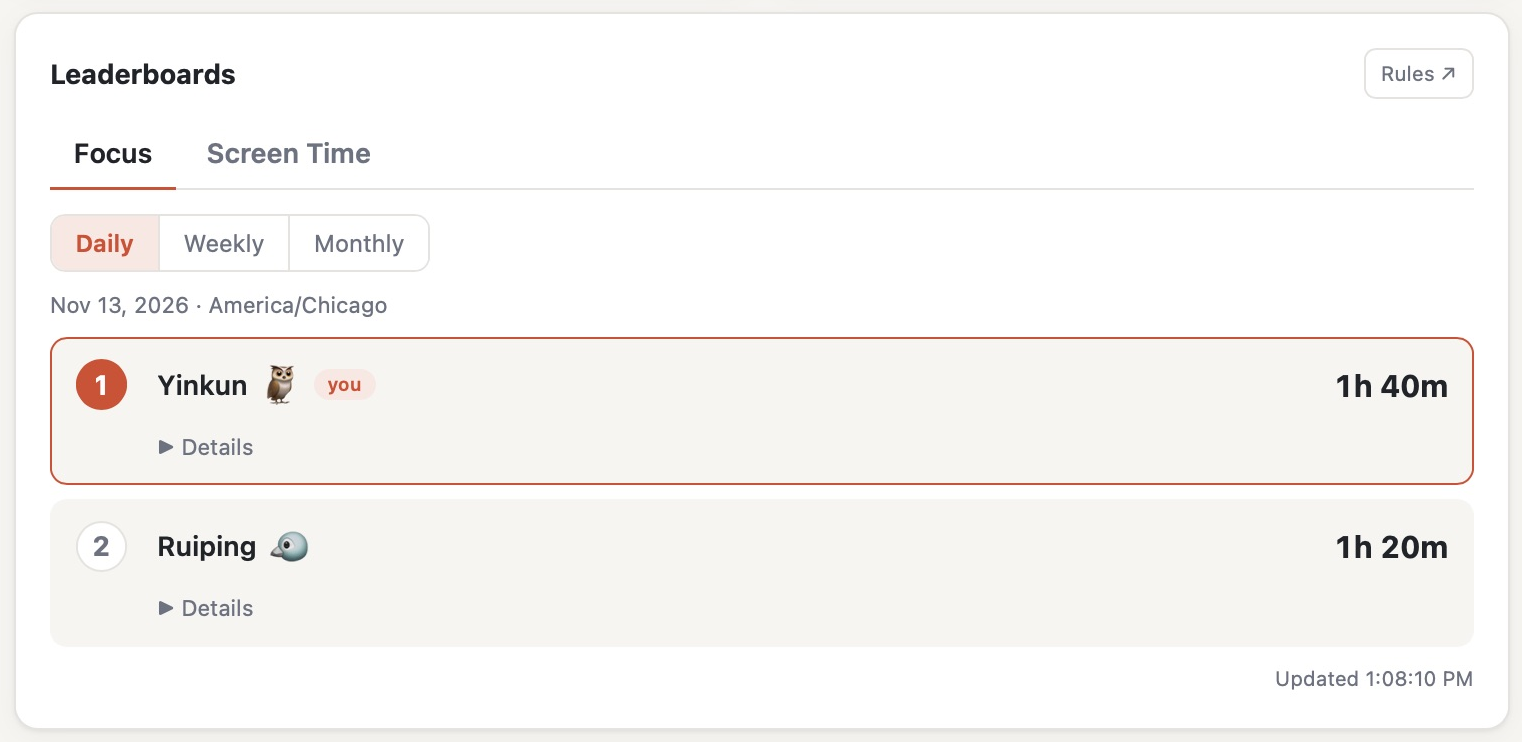 Leaderboards
Rules ↗
Focus Screen Time
Daily Weekly Monthly
Nov 13, 2026 · America/Chicago
1 Yinkun 🦉 you 1h 40m
▶ Details
2 Ruiping 1h 20m
▶ Details
Updated 1:08:10 PM